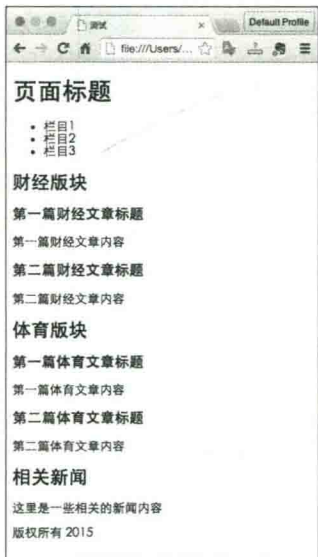 测试
Default Profile
file:///Users/...
页面标题
栏目1
栏目2
栏目3
财经版块
第一篇财经文章标题
第一篇财经文章内容
第二篇财经文章标题
第二篇财经文章内容
体育版块
第一篇体育文章标题
第一篇体育文章内容
第二篇体育文章标题
第二篇体育文章内容
相关新闻
这里是一些相关的新闻内容
版权所有 2015